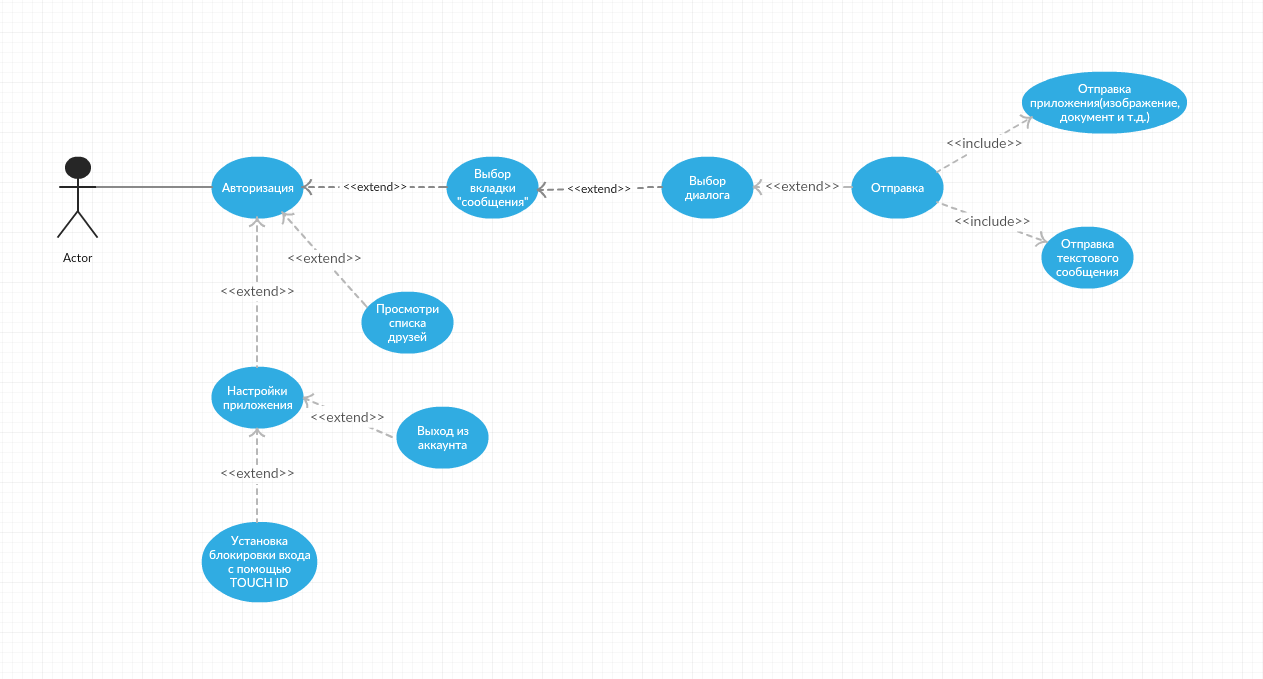 Отправка
приложения(изображение,
документ и т.д.)
<<include>>
Авторизация
<<extend>>
Выбор
вкладки
"сообщения"
<<extend>>
Выбор
диалога
<<extend>>
Отправка
<<include>>
Отправка
текстового
сообщения
Actor
<<extend>>
<<extend>>
Просмотри
списка
друзей
Настройки
приложения
<<extend>>
Выход из
аккаунта
<<extend>>
Установка
блокировки входа
с помощью
TOUCH ID